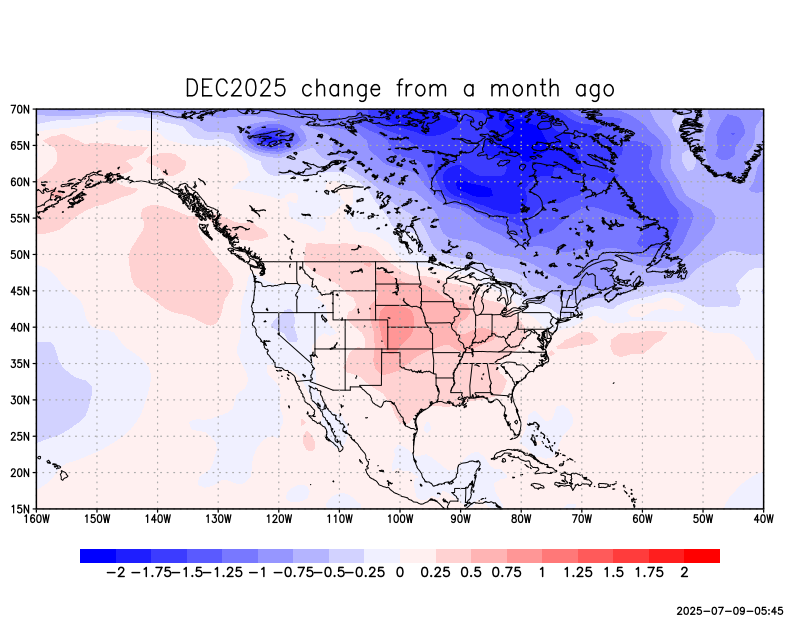 DEC2025 change from a month ago
70N
65N
60N
55N
50N
45N
40N
35N
30N
25N
20N
15N
160W 150W 140W 130W 120W 110W 100W 90W 80W 70W 60W 50W 40W
−2 −1.75 −1.5 −1.25 −1 −0.75 −0.5 −0.25 0 0.25 0.5 0.75 1 1.25 1.5 1.75 2
2025−07−09−05:45